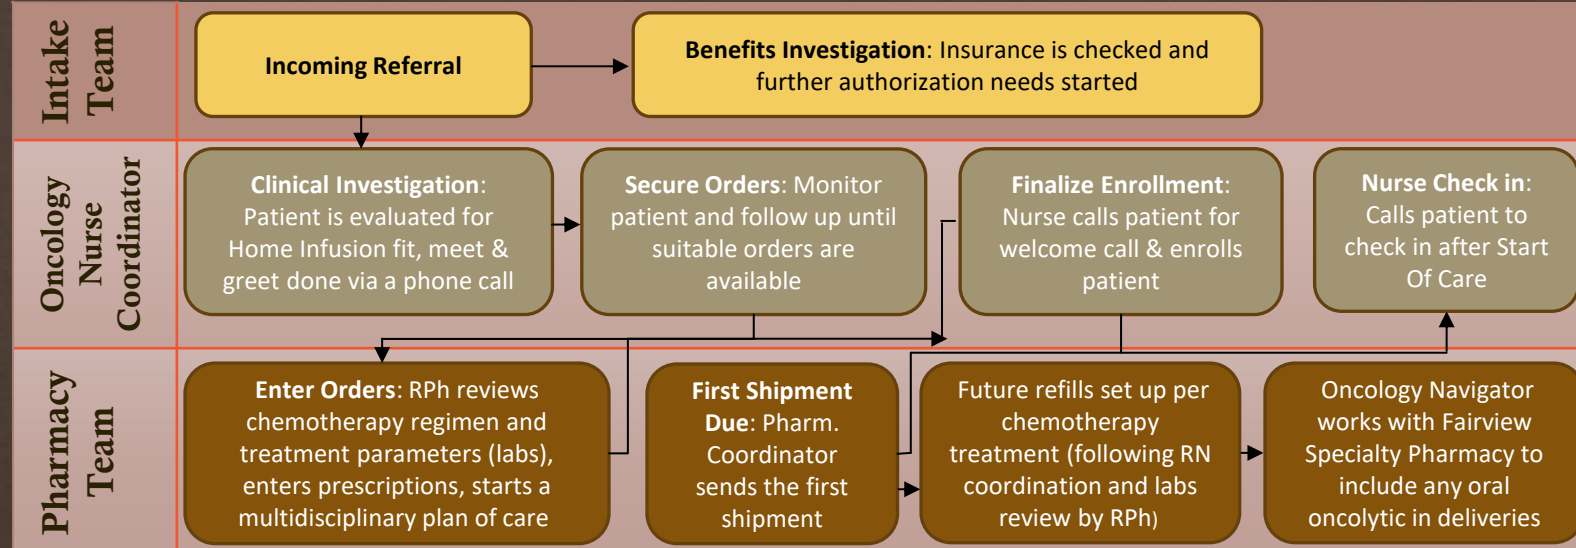 Intake
Team
Incoming Referral
Benefits Investigation: Insurance is checked and
further authorization needs started
Oncology
Nurse
Coordinator
Clinical Investigation:
Patient is evaluated for
Home Infusion fit, meet &
greet done via a phone call
Secure Orders: Monitor
patient and follow up until
suitable orders are
available
Finalize Enrollment:
Nurse calls patient for
welcome call & enrolls
patient
Nurse Check in:
Calls patient to
check in after Start
Of Care
Pharmacy
Team
Enter Orders: RPh reviews
chemotherapy regimen and
treatment parameters (labs),
enters prescriptions, starts a
multidisciplinary plan of care
First Shipment
Due: Pharm.
Coordinator
sends the first
shipment
Future refills set up per
chemotherapy
treatment (following RN
coordination and labs
review by RPh)
Oncology Navigator
works with Fairview
Specialty Pharmacy to
include any oral
oncolytic in deliveries